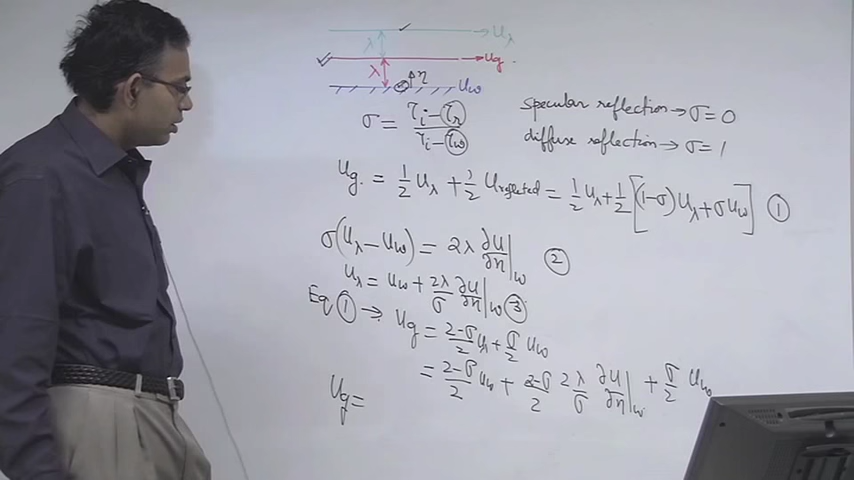 λ u_λ
λ u_g
η u_w
σ = (τ_i − τ_r)/(τ_i − τ_w) specular reflection → σ = 0
diffuse reflection → σ = 1
u_g = 1/2 u_λ + 1/2 u_reflected = 1/2 u_λ + 1/2 [(1−σ) u_λ + σ u_w] ①
σ(u_λ − u_w) = 2λ ∂u/∂η|_w ②
u_λ = u_w + 2λ/σ ∂u/∂η|_w ③
Eq ① → u_g = (2−σ)/2 u_λ + σ/2 u_w
= (2−σ)/2 u_w + (2−σ)/2 2λ/σ ∂u/∂η|_w + σ/2 u_w
u_g =